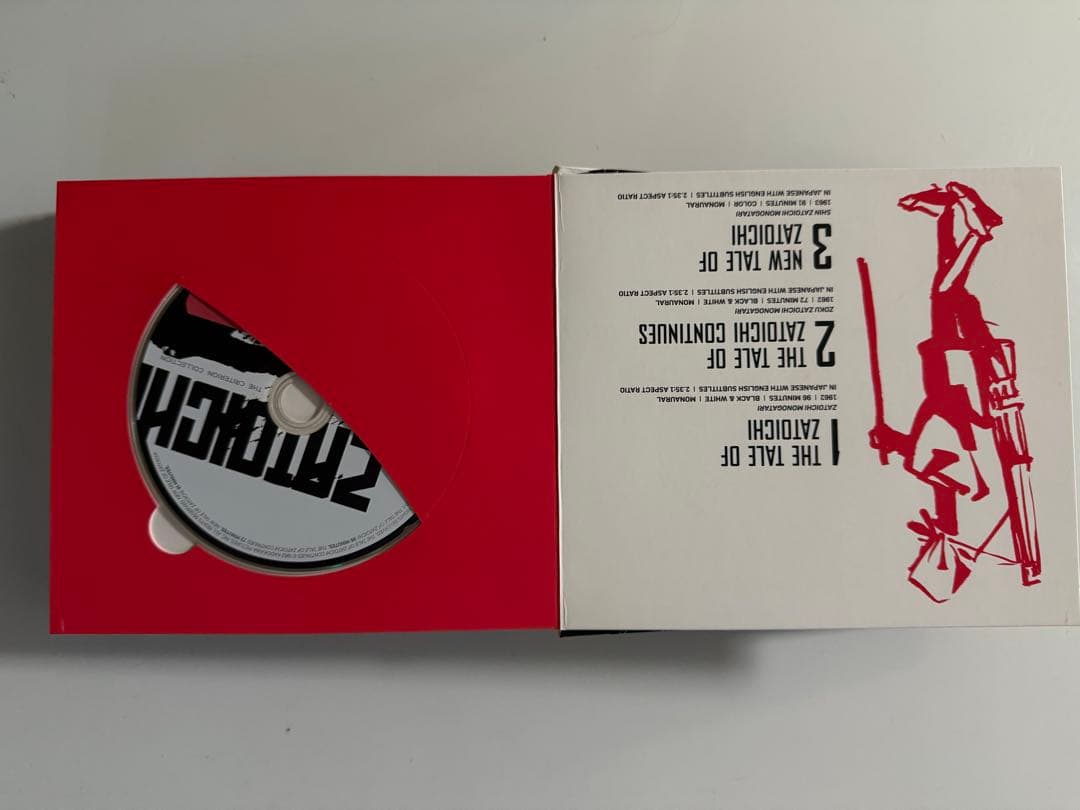 1 THE TALE OF
ZATOICHI
ZATOICHI MONOGATARI
1962 | 96 MINUTES | BLACK & WHITE | MONAURAL
IN JAPANESE WITH ENGLISH SUBTITLES | 2.35:1 ASPECT RATIO
2 THE TALE OF
ZATOICHI CONTINUES
ZOKU ZATOICHI MONOGATARI
1962 | 72 MINUTES | BLACK & WHITE | MONAURAL
IN JAPANESE WITH ENGLISH SUBTITLES | 2.35:1 ASPECT RATIO
3 NEW TALE OF
ZATOICHI
SHIN ZATOICHI MONOGATARI
1963 | 91 MINUTES | COLOR | MONAURAL
IN JAPANESE WITH ENGLISH SUBTITLES | 2.35:1 ASPECT RATIO
ZATOICHI
THE CRITERION COLLECTION